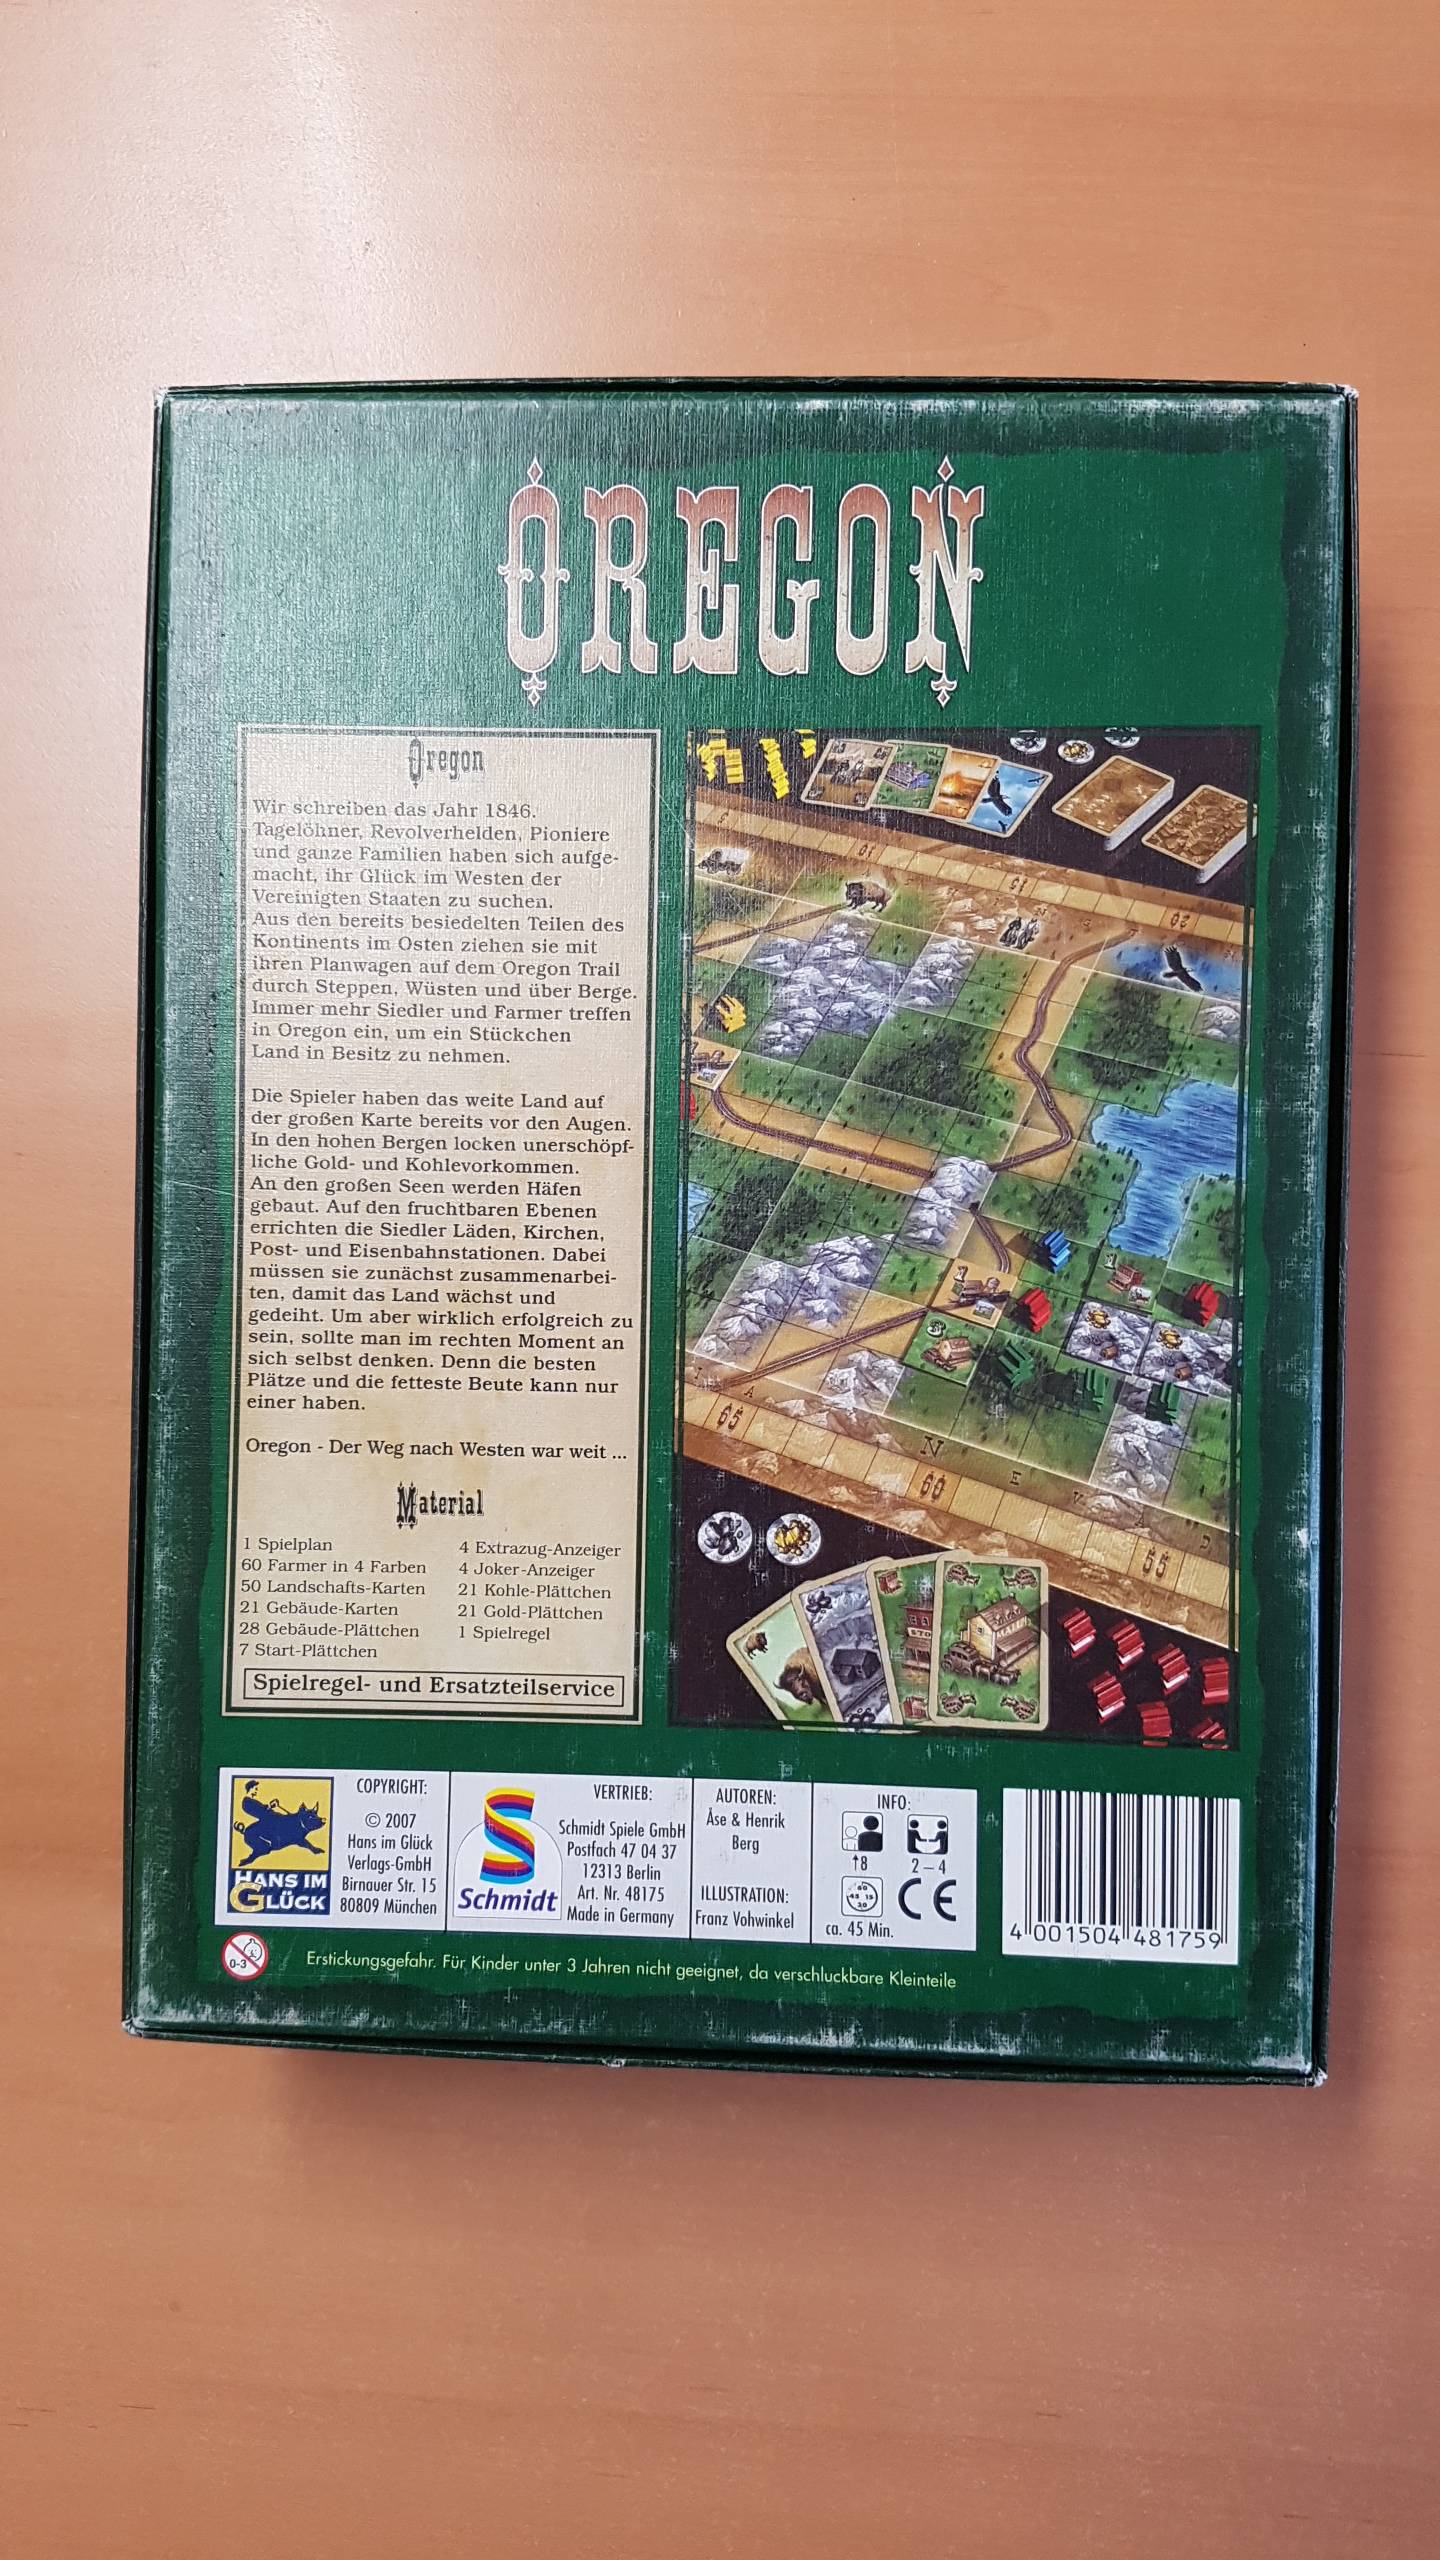 OREGON
Oregon
Wir schreiben das Jahr 1846.
Tagelöhner, Revolverhelden, Pioniere
und ganze Familien haben sich aufge-
macht, ihr Glück im Westen der
Vereinigten Staaten zu suchen.
Aus den bereits besiedelten Teilen des
Kontinents im Osten ziehen sie mit
ihren Planwagen auf dem Oregon Trail
durch Steppen, Wüsten und über Berge.
Immer mehr Siedler und Farmer treffen
in Oregon ein, um ein Stückchen
Land in Besitz zu nehmen.
Die Spieler haben das weite Land auf
der großen Karte bereits vor den Augen.
In den hohen Bergen locken unerschöpf-
liche Gold- und Kohlevorkommen.
An den großen Seen werden Häfen
gebaut. Auf den fruchtbaren Ebenen
errichten die Siedler Läden, Kirchen,
Post- und Eisenbahnstationen. Dabei
müssen sie zunächst zusammenarbei-
ten, damit das Land wächst und
gedeiht. Um aber wirklich erfolgreich zu
sein, sollte man im rechten Moment an
sich selbst denken. Denn die besten
Plätze und die fetteste Beute kann nur
einer haben.
Oregon - Der Weg nach Westen war weit ...
Material
1 Spielplan
60 Farmer in 4 Farben
50 Landschafts-Karten
21 Gebäude-Karten
28 Gebäude-Plättchen
7 Start-Plättchen
4 Extrazug-Anzeiger
4 Joker-Anzeiger
21 Kohle-Plättchen
21 Gold-Plättchen
1 Spielregel
Spielregel- und Ersatzteilservice
5
10
15
20
1
1
3
65
N E V A D
60
55
STO
HANS IM
GLÜCK
COPYRIGHT:
© 2007
Hans im Glück
Verlags-GmbH
Birnauer Str. 15
80809 München
Schmidt
VERTRIEB:
Schmidt Spiele GmbH
Postfach 47 04 37
12313 Berlin
Art. Nr. 48175
Made in Germany
AUTOREN:
Åse & Henrik
Berg
ILLUSTRATION:
Franz Vohwinkel
INFO:
↑8
2 – 4
60
45 15
30
CE
ca. 45 Min.
4 001504 481759
0-3
Erstickungsgefahr. Für Kinder unter 3 Jahren nicht geeignet, da verschluckbare Kleinteile